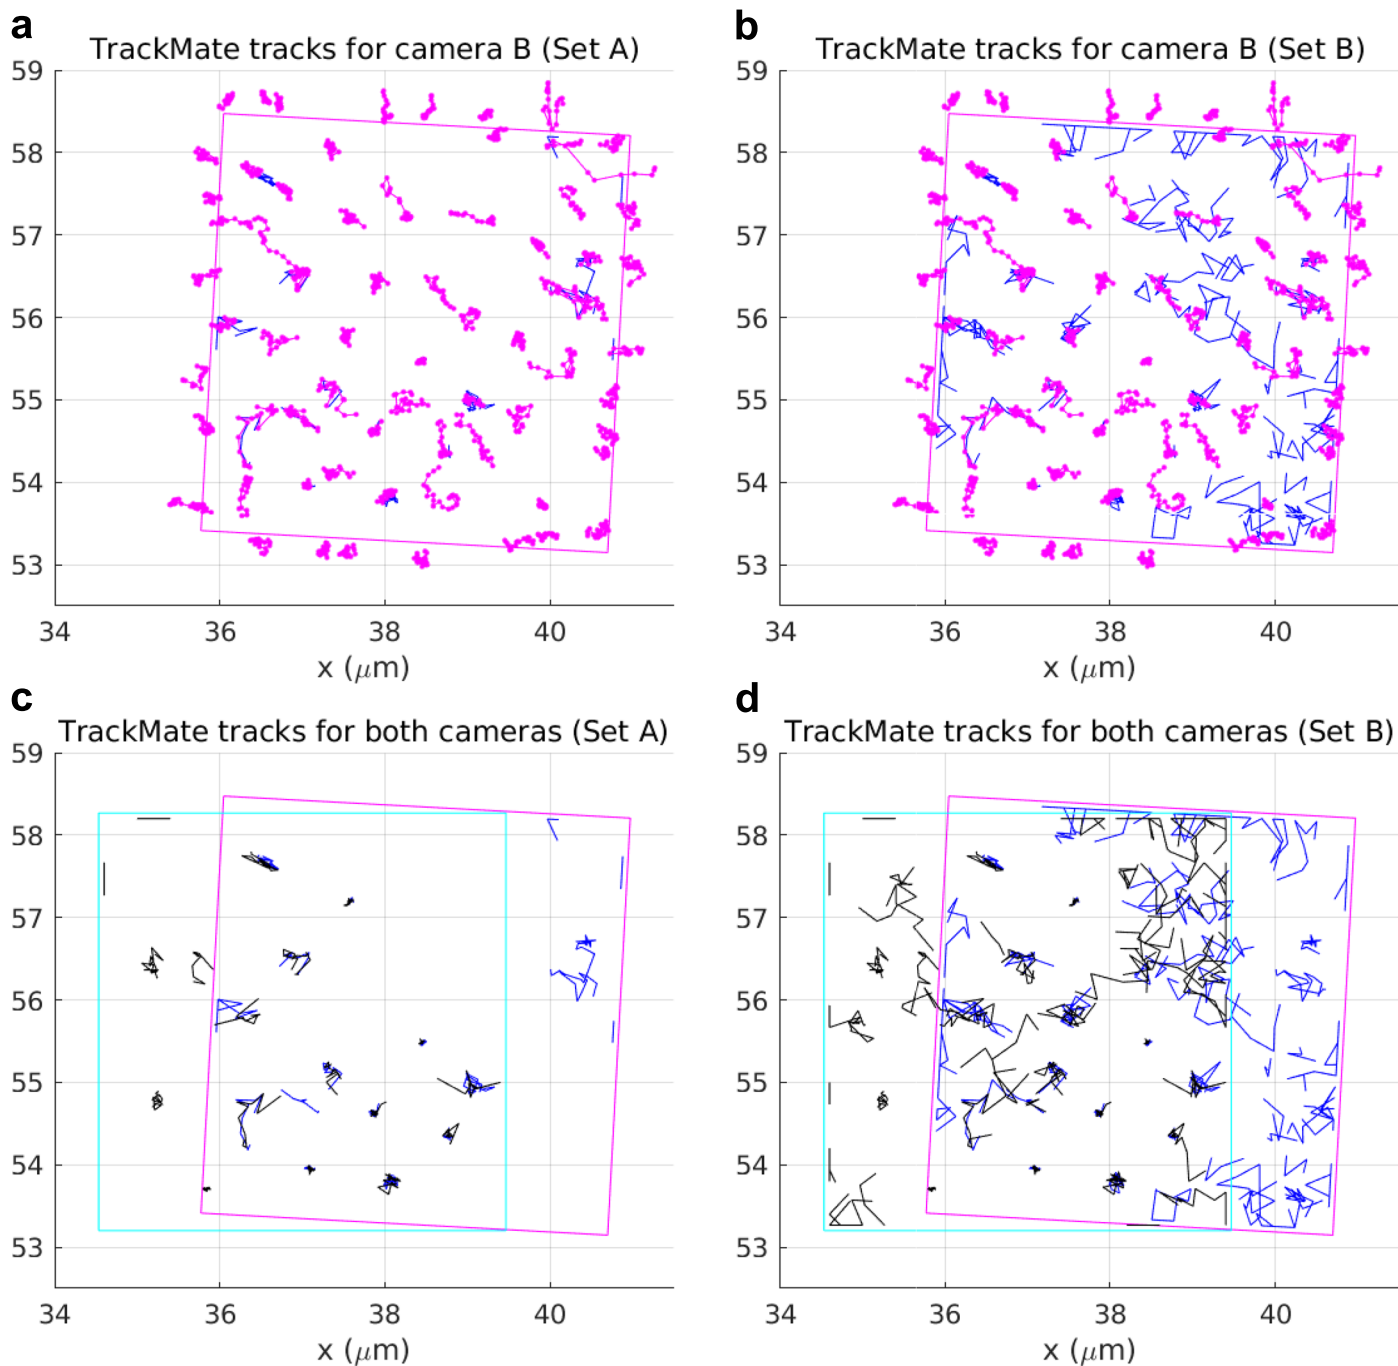 a
TrackMate tracks for camera B (Set A)
59
58
57
56
55
54
53
34 36 38 40
x (μm)
b
TrackMate tracks for camera B (Set B)
59
58
57
56
55
54
53
34 36 38 40
x (μm)
c
TrackMate tracks for both cameras (Set A)
59
58
57
56
55
54
53
34 36 38 40
x (μm)
d
TrackMate tracks for both cameras (Set B)
59
58
57
56
55
54
53
34 36 38 40
x (μm)